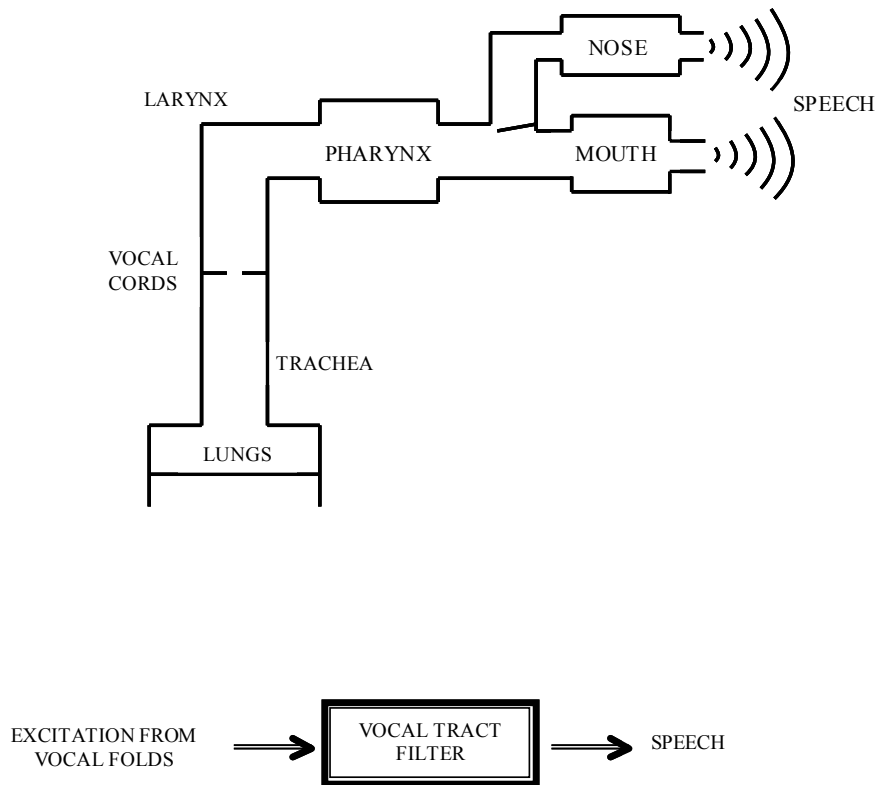 NOSE
LARYNX
SPEECH
PHARYNX
MOUTH
VOCAL
CORDS
TRACHEA
LUNGS
EXCITATION FROM
VOCAL FOLDS
VOCAL TRACT
FILTER
SPEECH